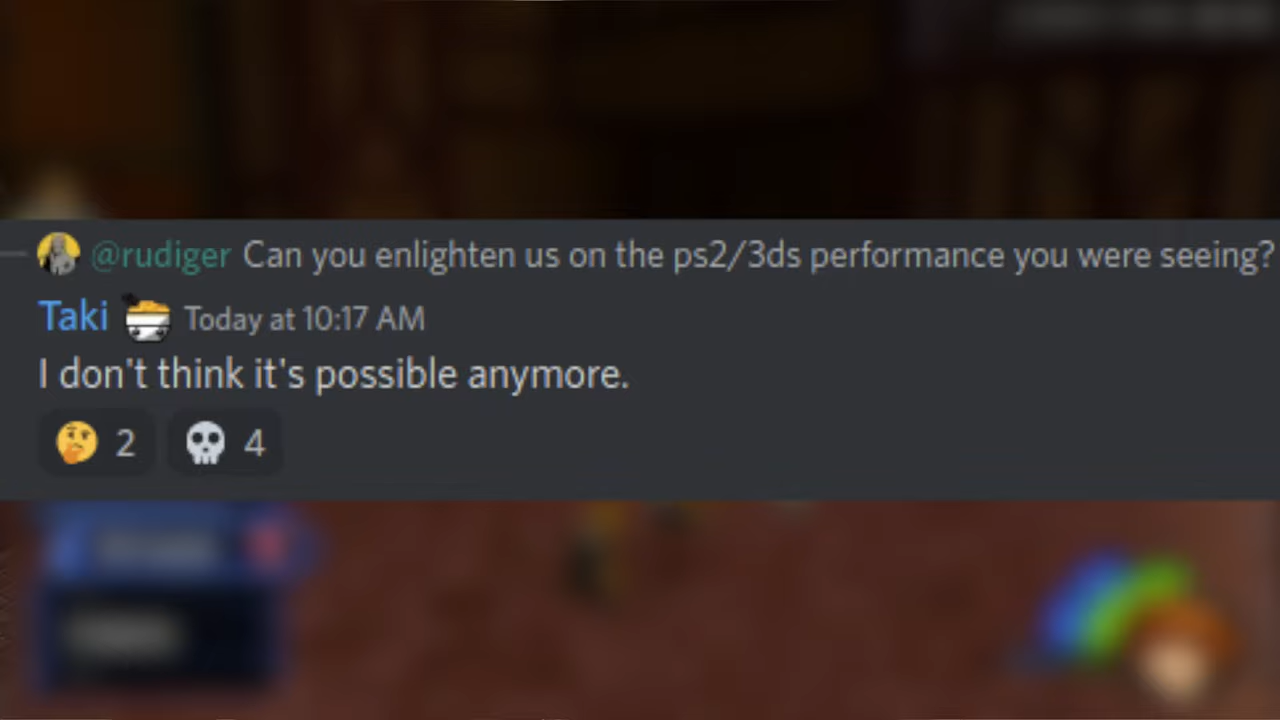 @rudiger Can you enlighten us on the ps2/3ds performance you were seeing?
Taki Today at 10:17 AM
I don't think it's possible anymore.
2 4